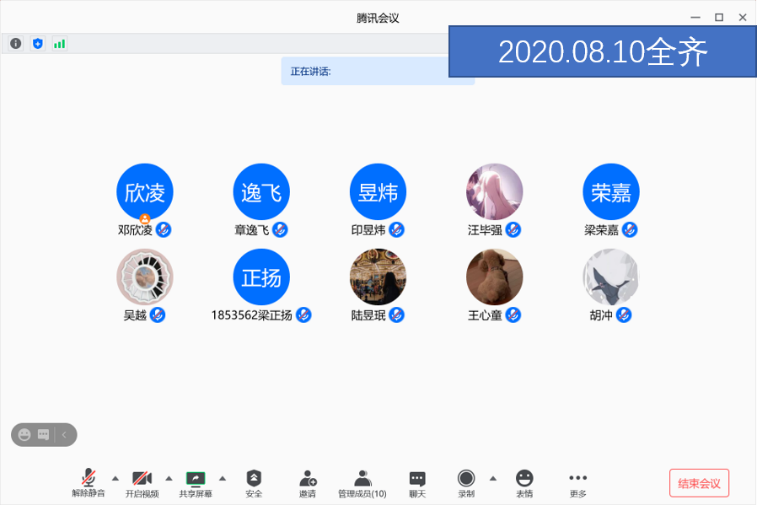 腾讯会议
2020.08.10全齐
正在讲话:
欣凌
逸飞
昱炜
荣嘉
邓欣凌
章逸飞
印昱炜
汪毕强
梁荣嘉
正扬
吴越
1853562梁正扬
陆昱珉
王心童
胡冲
解除静音
开启视频
共享屏幕
安全
邀请
管理成员(10)
聊天
录制
表情
更多
结束会议